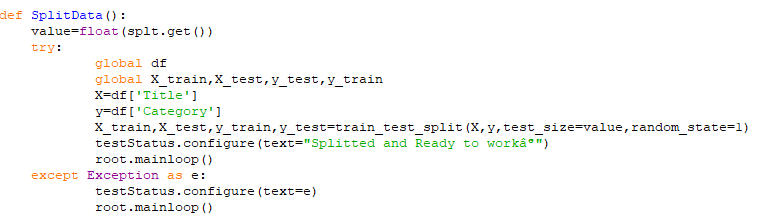 def SplitData():
    value=float(splt.get())
    try:
            global df
            global X_train,X_test,y_test,y_train
            X=df['Title']
            y=df['Category']
            X_train,X_test,y_train,y_test=train_test_split(X,y,test_size=value,random_state=1)
            testStatus.configure(text="Splitted and Ready to workâ°")
            root.mainloop()
    except Exception as e:
            testStatus.configure(text=e)
            root.mainloop()